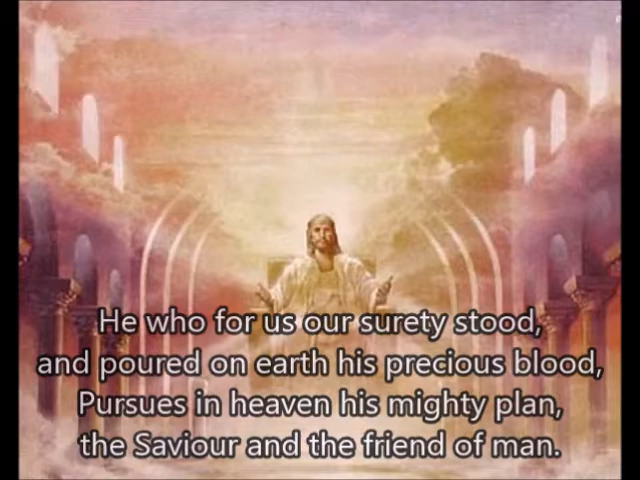 He who for us our surety stood,
and poured on earth his precious blood,
Pursues in heaven his mighty plan,
the Saviour and the friend of man.